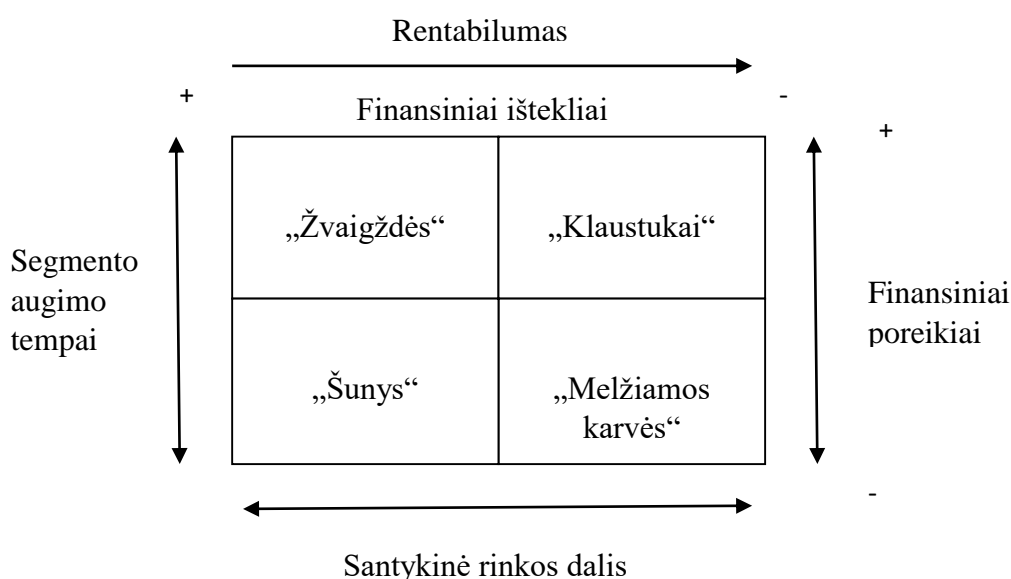 Rentabilumas
+
Finansiniai ištekliai
-
+
„Žvaigždės“
„Klaustukai“
Segmento
augimo
tempai
Finansiniai
poreikiai
„Šunys“
„Melžiamos
karvės“
-
Santykinė rinkos dalis